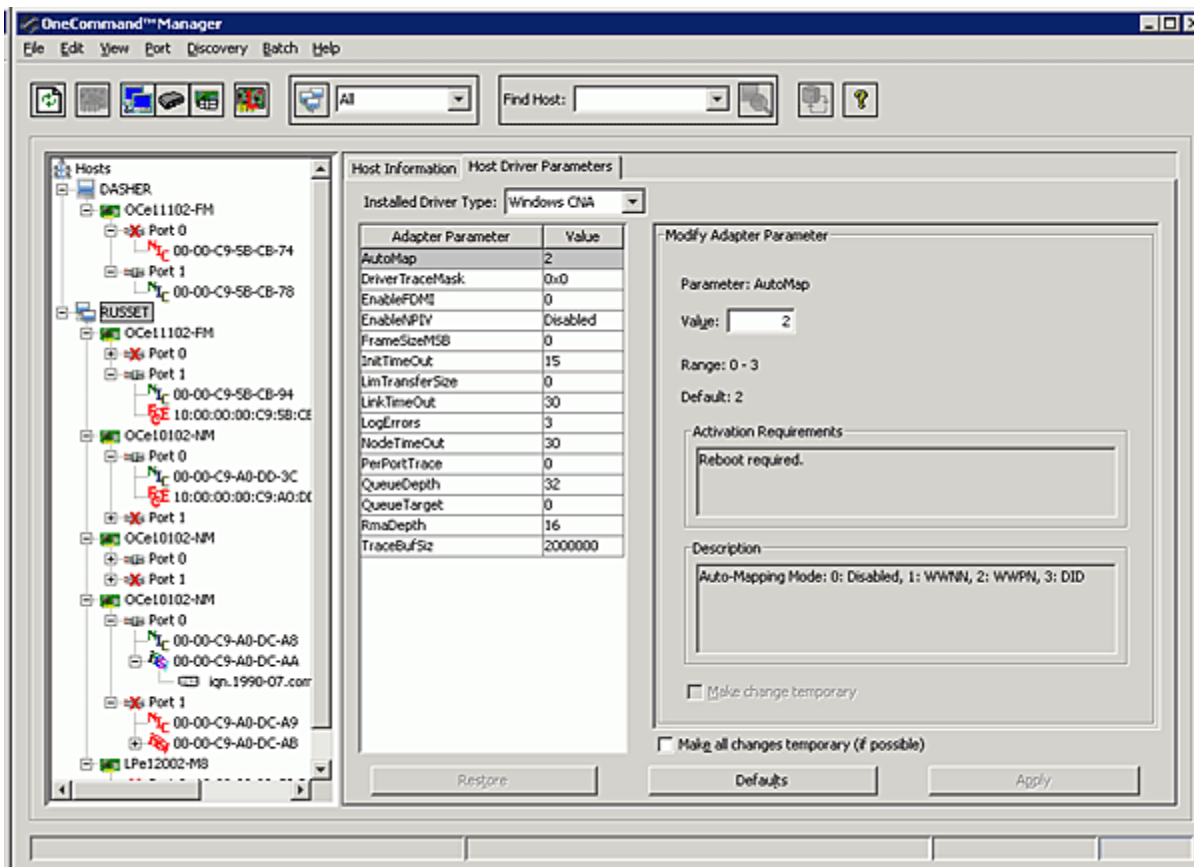 OneCommand™Manager
File Edit View Port Discovery Batch Help
All
Find Host:
Hosts
DASHER
OCe11102-FM
Port 0
NIC 00-00-C9-5B-CB-74
Port 1
NIC 00-00-C9-5B-CB-78
RUSSET
OCe11102-FM
Port 0
Port 1
NIC 00-00-C9-5B-CB-94
FCoE 10:00:00:00:C9:5B:CB
OCe10102-NM
Port 0
NIC 00-00-C9-A0-DD-3C
FCoE 10:00:00:00:C9:A0:DD
Port 1
OCe10102-NM
Port 0
Port 1
OCe10102-NM
Port 0
NIC 00-00-C9-A0-DC-A8
00-00-C9-A0-DC-AA
iqn.1990-07.com
Port 1
NIC 00-00-C9-A0-DC-A9
00-00-C9-A0-DC-AB
LPe12002-M8
Host Information Host Driver Parameters
Installed Driver Type: Windows CNA
Adapter Parameter Value
AutoMap 2
DriverTraceMask 0x0
EnableFDMI 0
EnableNPIV Disabled
FrameSizeMSB 0
InitTimeOut 15
LimTransferSize 0
LinkTimeOut 30
LogErrors 3
NodeTimeOut 30
PerPortTrace 0
QueueDepth 32
QueueTarget 0
RmaDepth 16
TraceBufSiz 2000000
Modify Adapter Parameter
Parameter: AutoMap
Value: 2
Range: 0 - 3
Default: 2
Activation Requirements
Reboot required.
Description
Auto-Mapping Mode: 0: Disabled, 1: WWNN, 2: WWPN, 3: DID
Make change temporary
Make all changes temporary (if possible)
Restore Defaults Apply